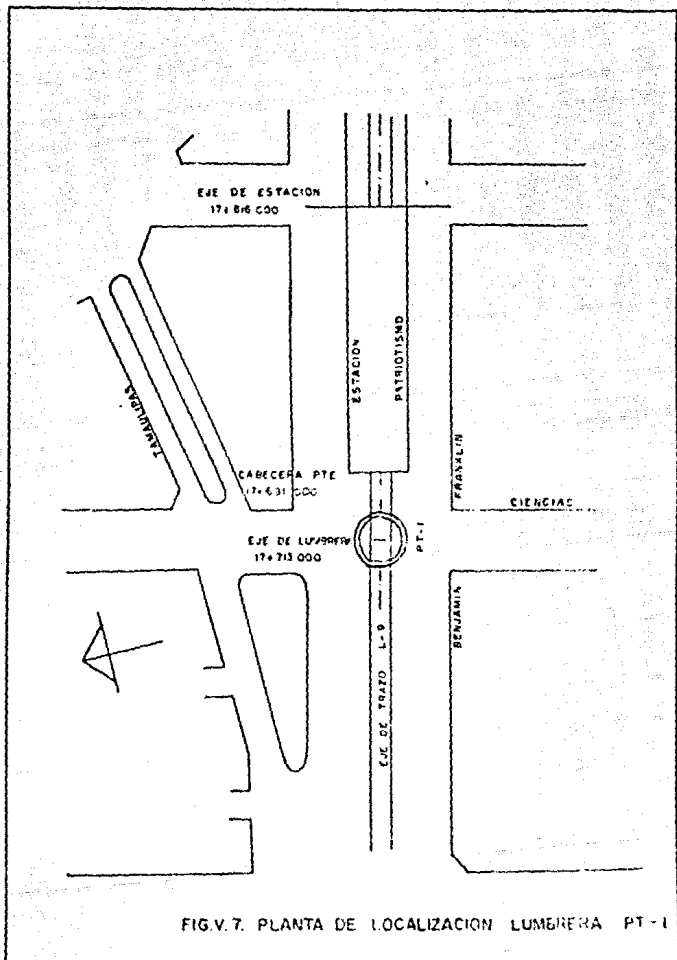 EJE DE ESTACION
17+816.000
ESTACION
PATRIOTISMO
TAMAULIPAS
FRANKLIN
CABECERA PTE
CIENCIAS
EJE DE LUMBRERA
17+713 000
PT-1
BENJAMIN
EJE DE TRAZO L-9
FIG.V.7. PLANTA DE LOCALIZACION LUMBRERA PT-1